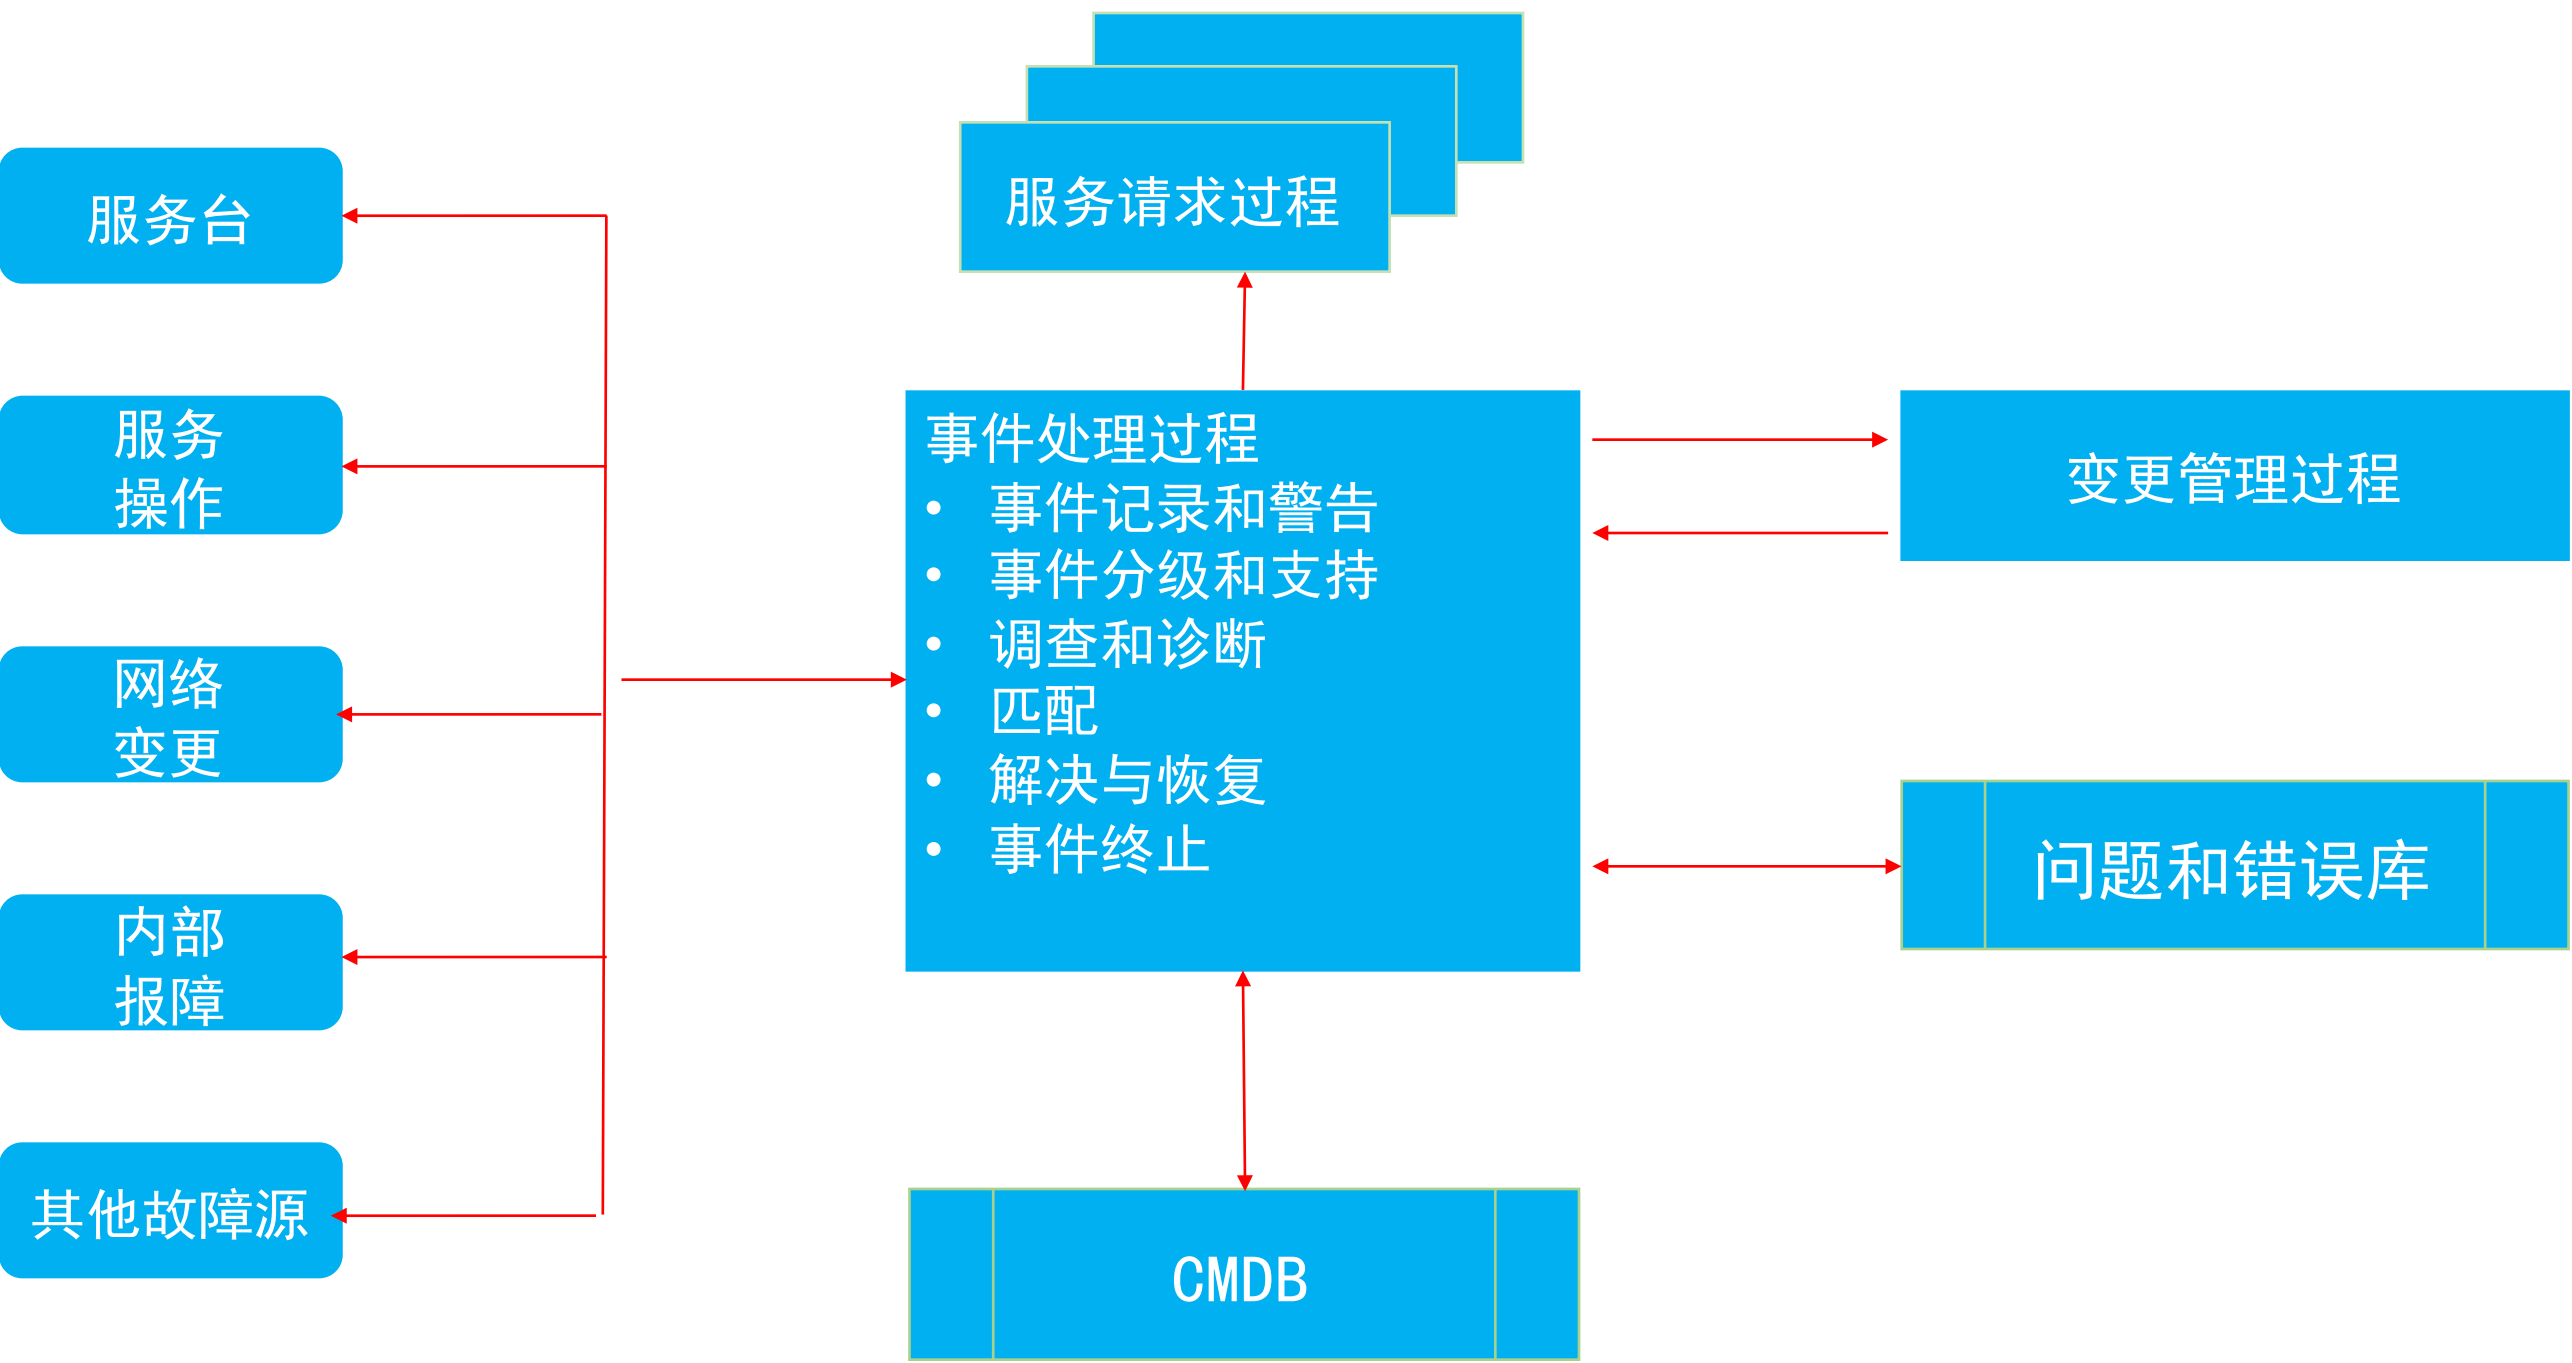 服务请求过程
服务台
服务
操作
网络
变更
内部
报障
其他故障源
事件处理过程
• 事件记录和警告
• 事件分级和支持
• 调查和诊断
• 匹配
• 解决与恢复
• 事件终止
变更管理过程
问题和错误库
CMDB